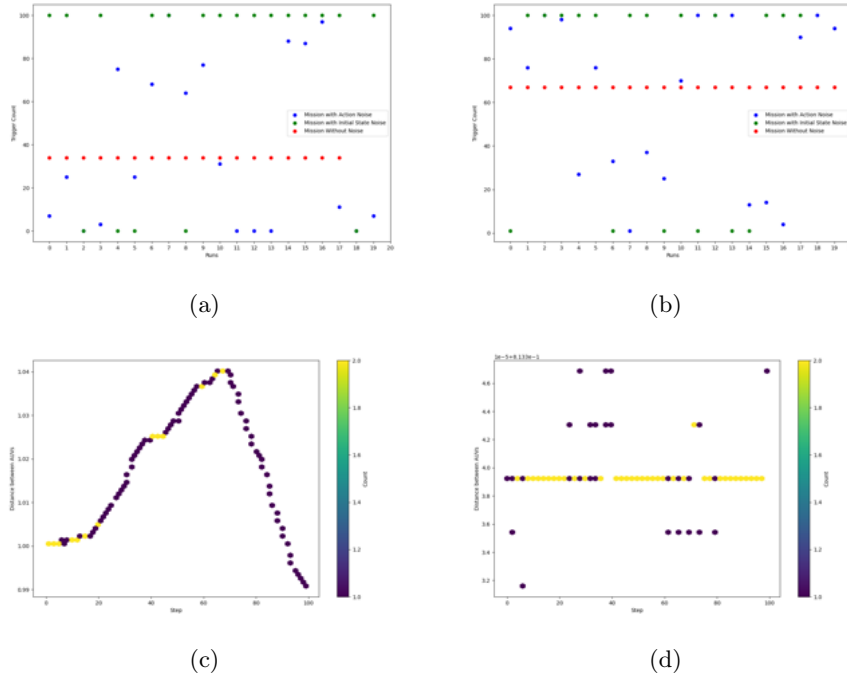 100
80
60
40
20
0
Trigger Count
Mission with Action Noise
Mission with Initial State Noise
Mission Without Noise
0 1 2 3 4 5 6 7 8 9 10 11 12 13 14 15 16 17 18 19 20
Runs
(a)
100
80
60
40
20
0
Trigger Count
Mission with Action Noise
Mission with Initial State Noise
Mission Without Noise
0 1 2 3 4 5 6 7 8 9 10 11 12 13 14 15 16 17 18 19
Runs
(b)
1.04
1.03
1.02
1.01
1.00
0.99
Distance between AUVs
0 20 40 60 80 100
Step
2.0
1.8
1.6
1.4
1.2
1.0
Count
(c)
1e−5+8.133e−1
4.6
4.4
4.2
4.0
3.8
3.6
3.4
3.2
Distance between AUVs
0 20 40 60 80 100
Step
2.0
1.8
1.6
1.4
1.2
1.0
Count
(d)